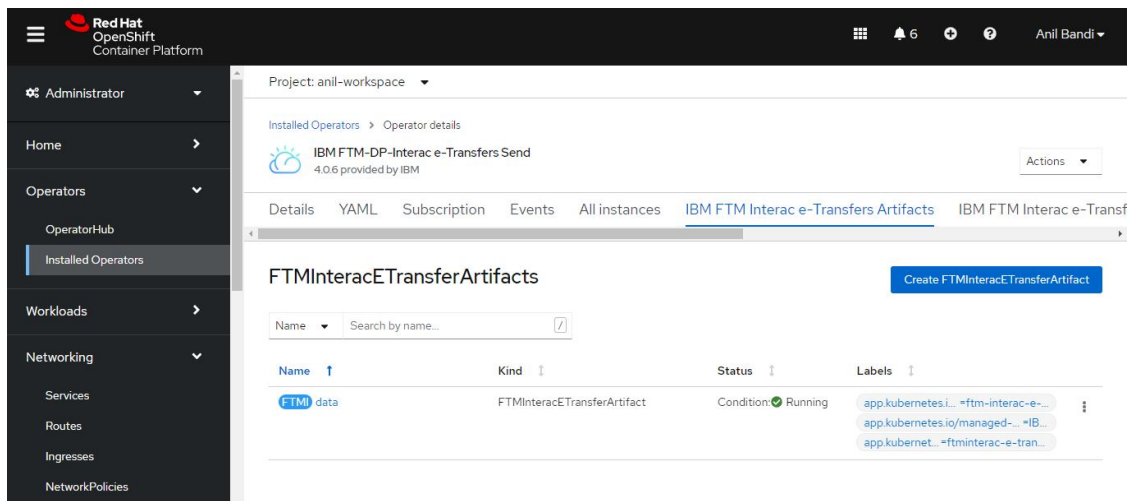 Red Hat
OpenShift
Container Platform
6
Anil Bandi
Administrator
Home
Operators
OperatorHub
Installed Operators
Workloads
Networking
Services
Routes
Ingresses
NetworkPolicies
Project: anil-workspace
Installed Operators > Operator details
IBM FTM-DP-Interac e-Transfers Send
4.0.6 provided by IBM
Actions
Details YAML Subscription Events All instances IBM FTM Interac e-Transfers Artifacts IBM FTM Interac e-Transf
FTMInteracETransferArtifacts
Create FTMInteracETransferArtifact
Name Search by name... /
Name Kind Status Labels
FTMI data FTMInteracETransferArtifact Condition: Running app.kubernetes.i... =ftm-interac-e-...
app.kubernetes.io/managed-... =IB...
app.kubernet... =ftminterac-e-tran...